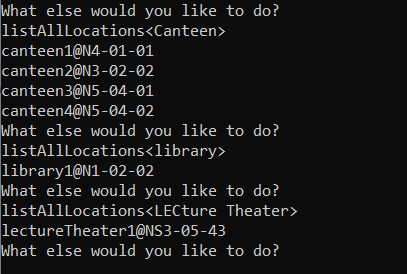 What else would you like to do?
listAllLocations<Canteen>
canteen1@N4-01-01
canteen2@N3-02-02
canteen3@N5-04-01
canteen4@N5-04-02
What else would you like to do?
listAllLocations<library>
library1@N1-02-02
What else would you like to do?
listAllLocations<LECture Theater>
lectureTheater1@NS3-05-43
What else would you like to do?